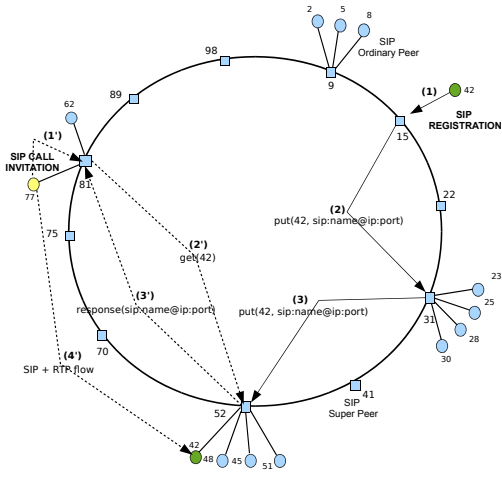 2
5
8
SIP
Ordinary Peer
98
9
89
(1)
42
62
15
SIP
REGISTRATION
(1')
SIP CALL
INVITATION
81
77
22
(2)
put(42, sip:name@ip:port)
75
(2')
get(42)
23
(3')
response(sip:name@ip:port)
(3)
put(42, sip:name@ip:port)
25
31
28
30
70
(4')
SIP + RTP flow
41
SIP
Super Peer
52
42
48
45
51